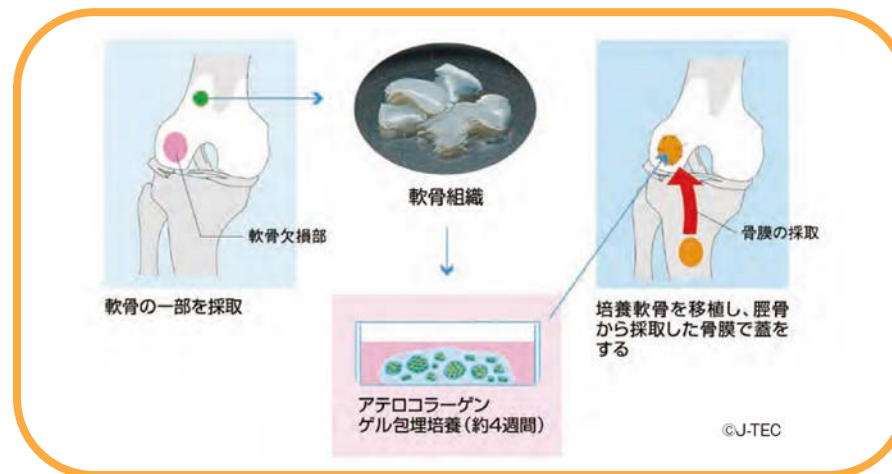 軟骨欠損部
軟骨の一部を採取
軟骨組織
アテロコラーゲン
ゲル包埋培養(約4週間)
骨膜の採取
培養軟骨を移植し、脛骨
から採取した骨膜で蓋を
する
©J-TEC